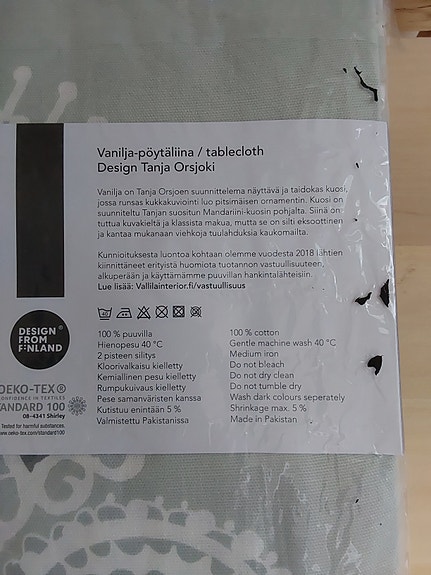 Vanilja-pöytäliina / tablecloth
Design Tanja Orsjoki
Vanilja on Tanja Orsjoen suunnittelema näyttävä ja taidokas kuosi,
jossa runsas kukkakuviointi luo pitsimäisen ornamentin. Kuosi on
suunniteltu Tanjan suositun Mandariini-kuosin pohjalta. Siinä on
tuttua kuvakieltä ja klassista makua, mutta se on silti eksoottinen
ja kantaa mukanaan viehkoja tuulahduksia kaukomailta.
Kunnioituksesta luontoa kohtaan olemme vuodesta 2018 lähtien
kiinnittäneet erityistä huomiota tuotannon vastuullisuuteen,
alkuperään ja käyttämämme puuvillan hankintalähteisiin.
Lue lisää: Vallilainterior.fi/vastuullisuus
DESIGN
FROM
FINLAND
®
40
100 % puuvilla
Hienopesu 40 °C
2 pisteen silitys
Kloorivalkaisu kielletty
Kemiallinen pesu kielletty
Rumpukuivaus kielletty
Pese samanväristen kanssa
Kutistuu enintään 5 %
Valmistettu Pakistanissa
100 % cotton
Gentle machine wash 40 °C
Medium iron
Do not bleach
Do not dry clean
Do not tumble dry
Wash dark colours seperately
Shrinkage max. 5 %
Made in Pakistan
OEKO-TEX®
CONFIDENCE IN TEXTILES
STANDARD 100
08-4341 Shirley
Tested for harmful substances.
www.oeko-tex.com/standard100